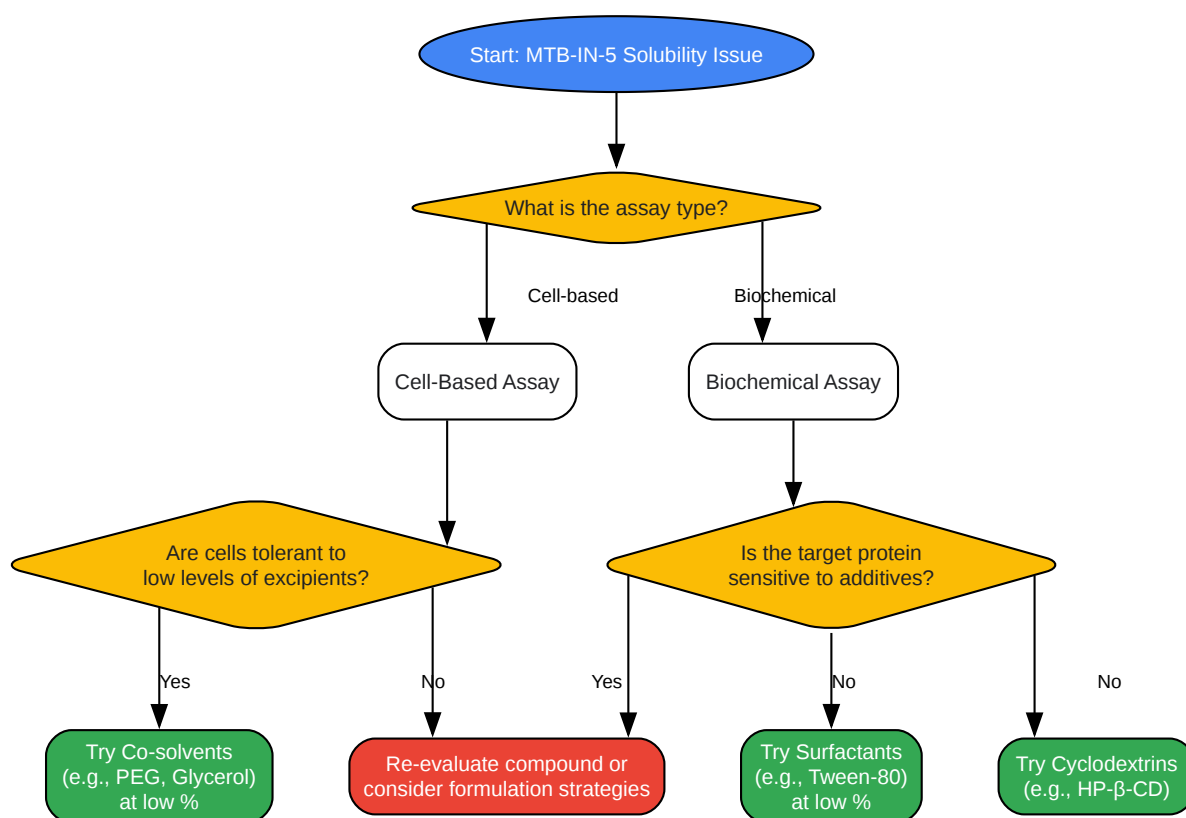 Start: MTB-IN-5 Solubility Issue
What is the assay type?
Cell-based
Biochemical
Cell-Based Assay
Biochemical Assay
Are cells tolerant to
low levels of excipients?
Is the target protein
sensitive to additives?
Yes
No
Yes
No
No
Try Co-solvents
(e.g., PEG, Glycerol)
at low %
Re-evaluate compound or
consider formulation strategies
Try Surfactants
(e.g., Tween-80)
at low %
Try Cyclodextrins
(e.g., HP-β-CD)